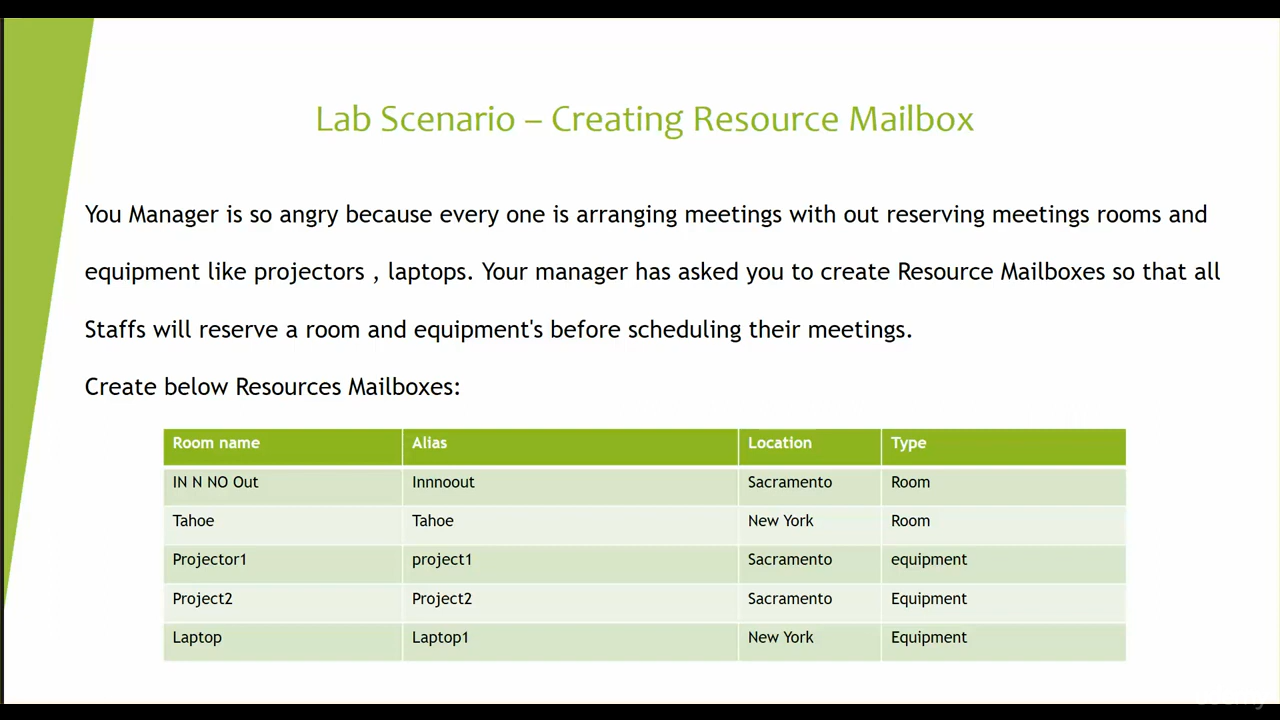 Lab Scenario – Creating Resource Mailbox
You Manager is so angry because every one is arranging meetings with out reserving meetings rooms and
equipment like projectors , laptops. Your manager has asked you to create Resource Mailboxes so that all
Staffs will reserve a room and equipment's before scheduling their meetings.
Create below Resources Mailboxes:
Room name Alias Location Type
IN N NO Out Innnoout Sacramento Room
Tahoe Tahoe New York Room
Projector1 project1 Sacramento equipment
Project2 Project2 Sacramento Equipment
Laptop Laptop1 New York Equipment